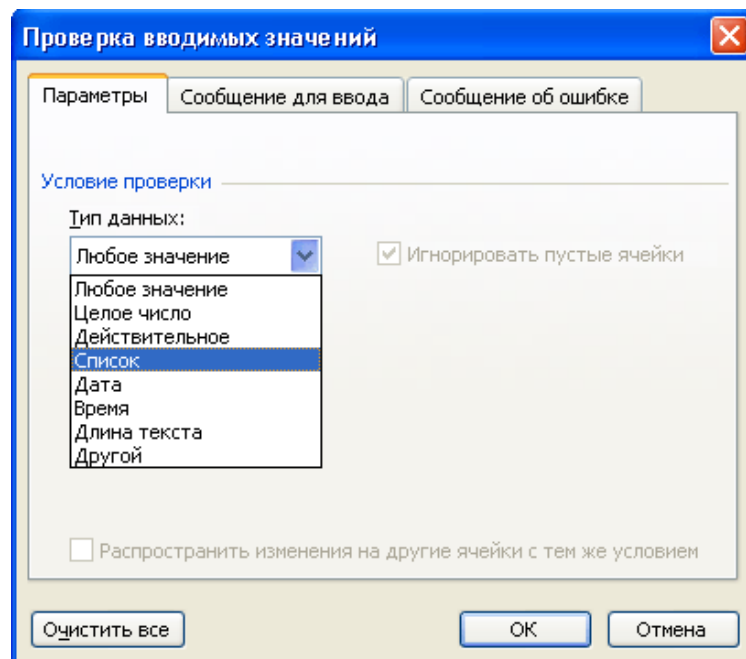 Проверка вводимых значений
Параметры Сообщение для ввода Сообщение об ошибке
Условие проверки
Тип данных:
Любое значение Игнорировать пустые ячейки
Любое значение
Целое число
Действительное
Список
Дата
Время
Длина текста
Другой
Распространить изменения на другие ячейки с тем же условием
Очистить все ОК Отмена